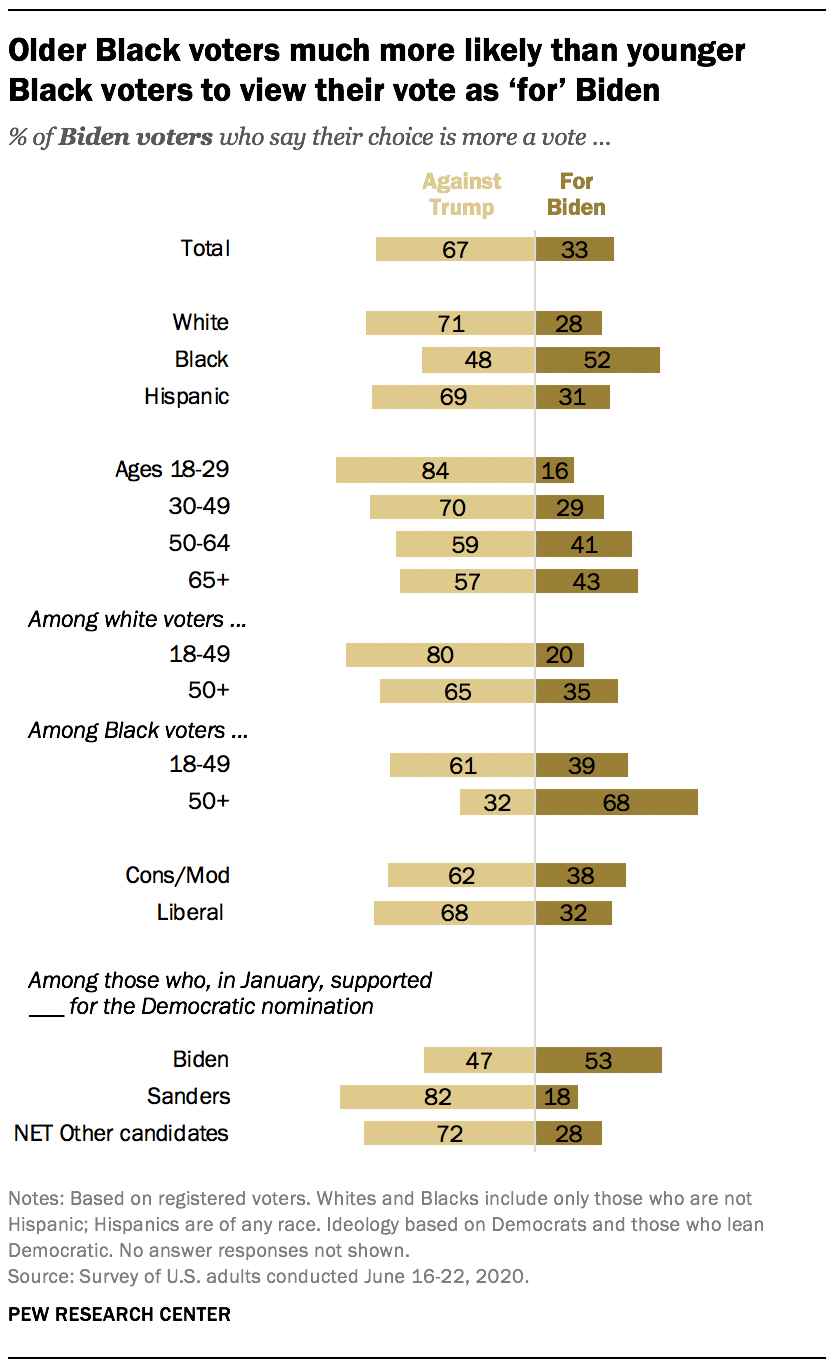 Older Black voters much more likely than younger
Black voters to view their vote as ‘for’ Biden
% of Biden voters who say their choice is more a vote ...
Against For
Trump Biden
Total 67 33
White 71 28
Black 48 52
Hispanic 69 31
Ages 18-29 84 16
30-49 70 29
50-64 59 41
65+ 57 43
Among white voters ...
18-49 80 20
50+ 65 35
Among Black voters ...
18-49 61 39
50+ 32 68
Cons/Mod 62 38
Liberal 68 32
Among those who, in January, supported
___ for the Democratic nomination
Biden 47 53
Sanders 82 18
NET Other candidates 72 28
Notes: Based on registered voters. Whites and Blacks include only those who are not
Hispanic; Hispanics are of any race. Ideology based on Democrats and those who lean
Democratic. No answer responses not shown.
Source: Survey of U.S. adults conducted June 16-22, 2020.
PEW RESEARCH CENTER